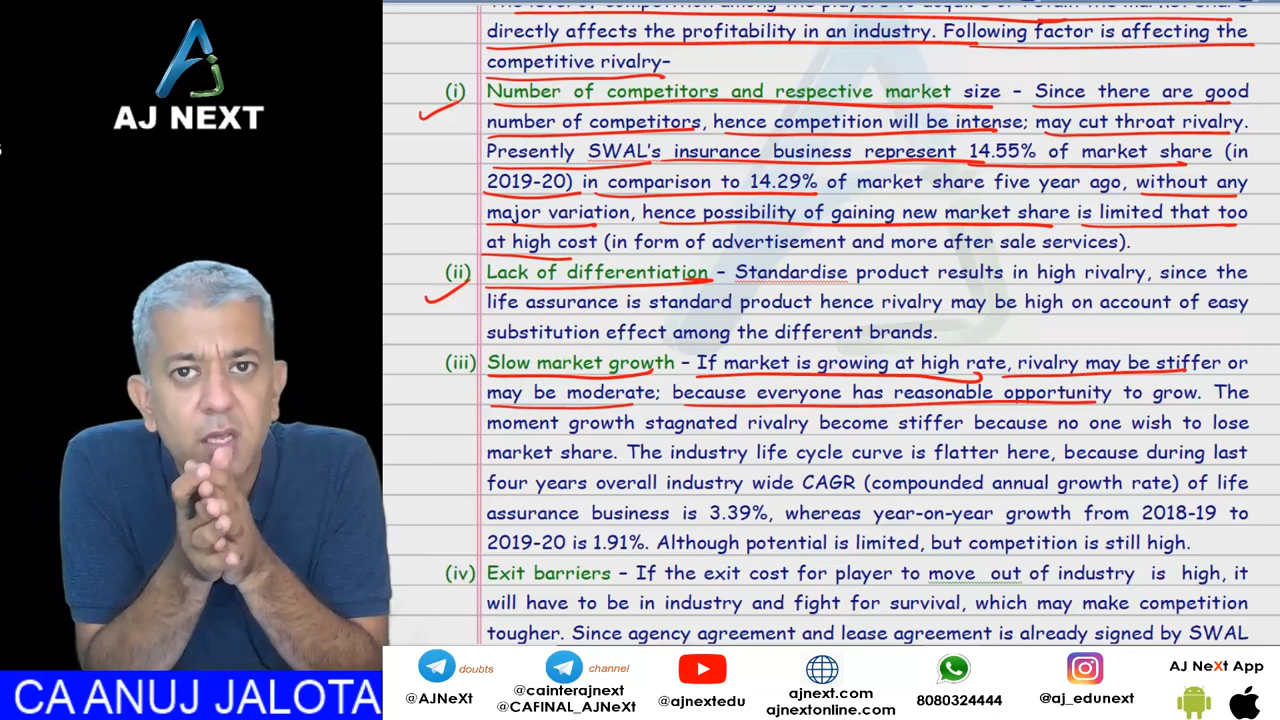 AJ NEXT
CA ANUJ JALOTA
directly affects the profitability in an industry. Following factor is affecting the
competitive rivalry–
(i) Number of competitors and respective market size – Since there are good
number of competitors, hence competition will be intense; may cut throat rivalry.
Presently SWAL's insurance business represent 14.55% of market share (in
2019-20) in comparison to 14.29% of market share five year ago, without any
major variation, hence possibility of gaining new market share is limited that too
at high cost (in form of advertisement and more after sale services).
(ii) Lack of differentiation – Standardise product results in high rivalry, since the
life assurance is standard product hence rivalry may be high on account of easy
substitution effect among the different brands.
(iii) Slow market growth – If market is growing at high rate, rivalry may be stiffer or
may be moderate; because everyone has reasonable opportunity to grow. The
moment growth stagnated rivalry become stiffer because no one wish to lose
market share. The industry life cycle curve is flatter here, because during last
four years overall industry wide CAGR (compounded annual growth rate) of life
assurance business is 3.39%, whereas year-on-year growth from 2018-19 to
2019-20 is 1.91%. Although potential is limited, but competition is still high.
(iv) Exit barriers – If the exit cost for player to move out of industry is high, it
will have to be in industry and fight for survival, which may make competition
tougher. Since agency agreement and lease agreement is already signed by SWAL
doubts
@AJNeXt
channel
@cainterajnext
@CAFINAL_AJNeXt
@ajnextedu
ajnext.com
ajnextonline.com
8080324444
@aj_edunext
AJ NeXt App